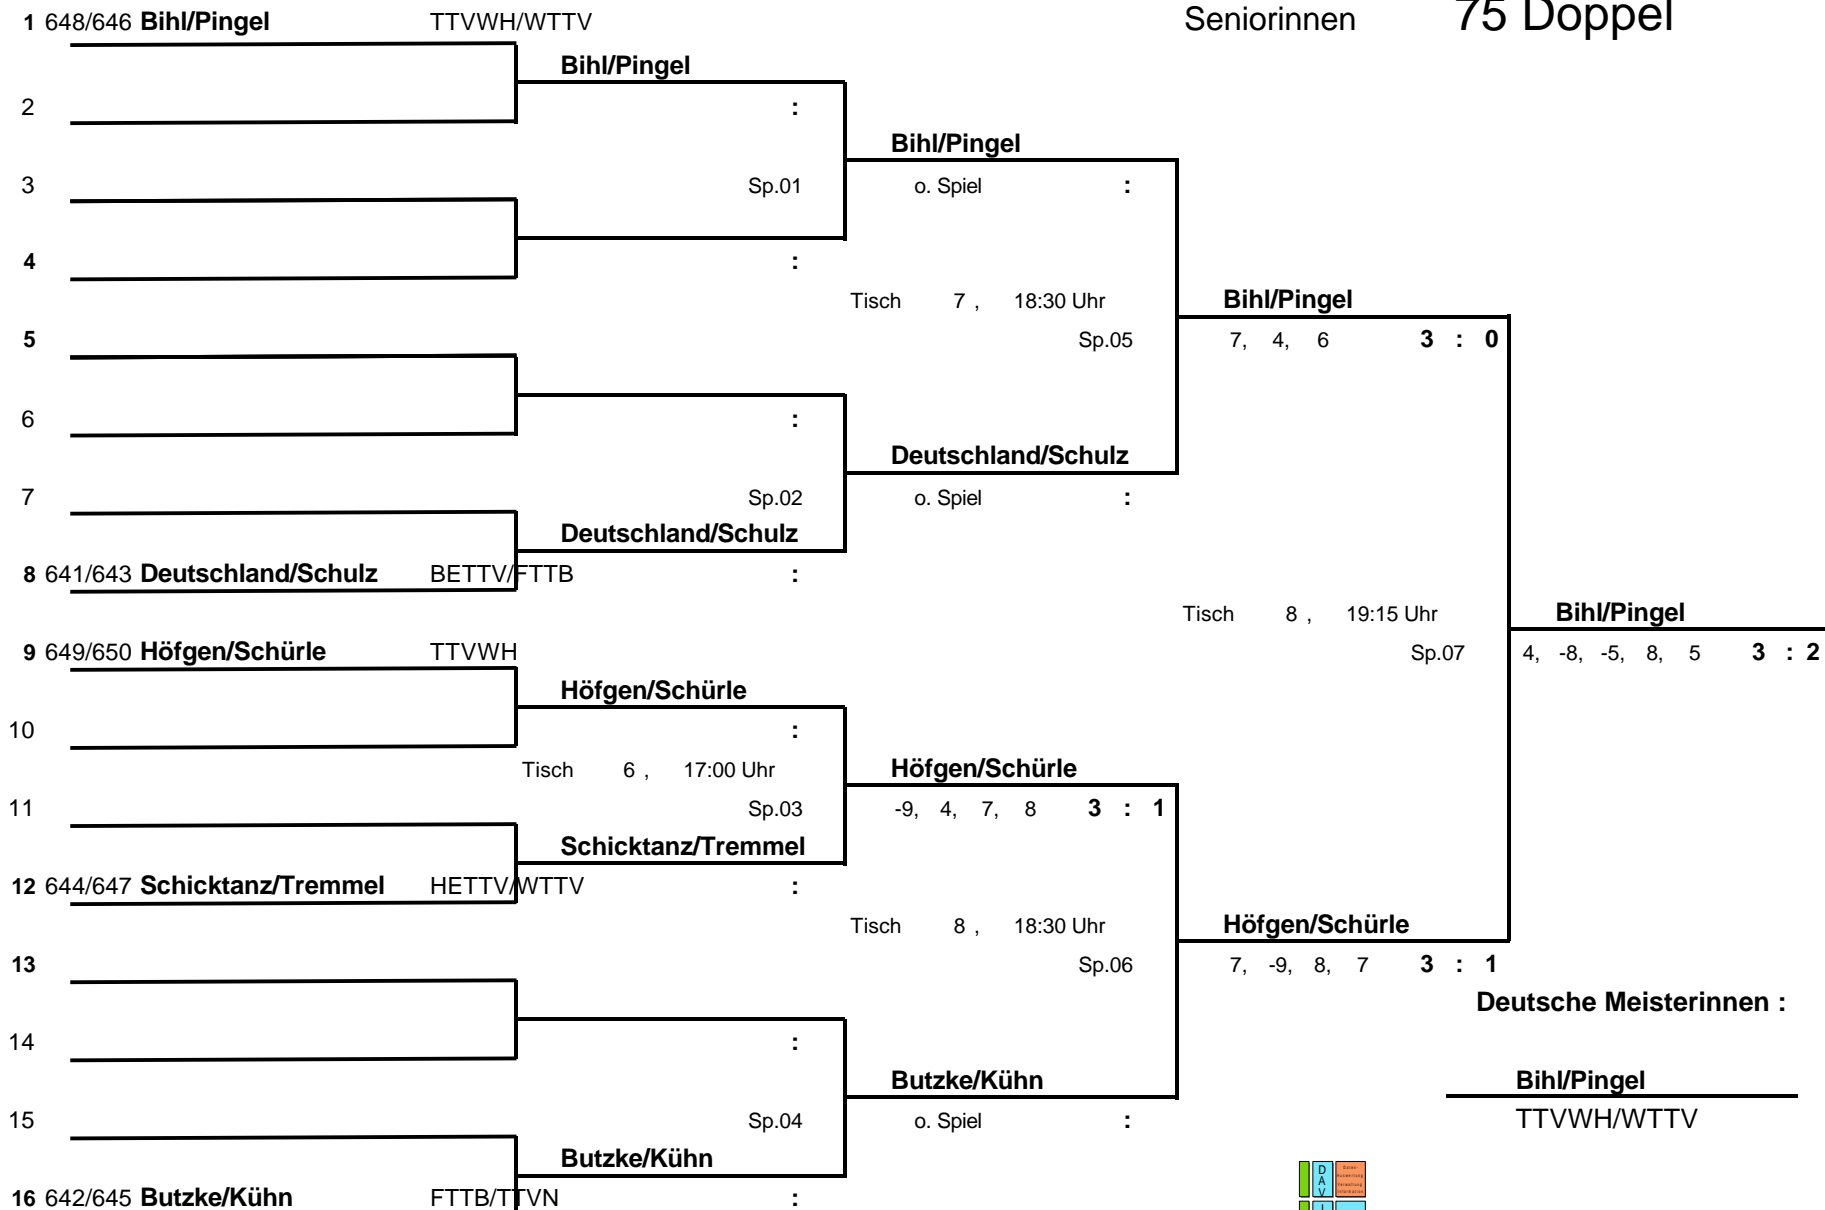 1 648/646 Bihl/Pingel TTVWH/WTTV Seniorinnen 75 Doppel
Bihl/Pingel
2 :
Bihl/Pingel
3 Sp.01 o. Spiel :
4 :
Tisch 7 , 18:30 Uhr Bihl/Pingel
5 Sp.05 7, 4, 6 3 : 0
6 :
Deutschland/Schulz
7 Sp.02 o. Spiel :
Deutschland/Schulz
8 641/643 Deutschland/Schulz BETTV/FTTB :
Tisch 8 , 19:15 Uhr Bihl/Pingel
9 649/650 Höfgen/Schürle TTVWH Sp.07 4, -8, -5, 8, 5 3 : 2
Höfgen/Schürle
10 :
Tisch 6 , 17:00 Uhr Höfgen/Schürle
11 Sp.03 -9, 4, 7, 8 3 : 1
Schicktanz/Tremmel
12 644/647 Schicktanz/Tremmel HETTV/WTTV :
Tisch 8 , 18:30 Uhr Höfgen/Schürle
13 Sp.06 7, -9, 8, 7 3 : 1
Deutsche Meisterinnen :
14 :
Butzke/Kühn Bihl/Pingel
15 Sp.04 o. Spiel : TTVWH/WTTV
Butzke/Kühn
16 642/645 Butzke/Kühn FTTB/TTVN :
D
A
V
I